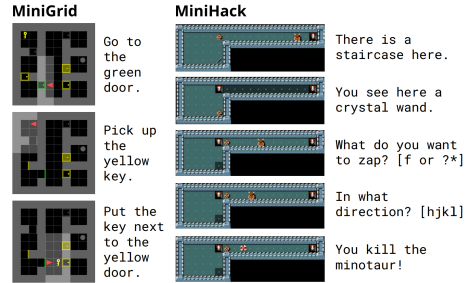 MiniGrid
Go to
the
green
door.
Pick up
the
yellow
key.
Put the
key next
to the
yellow
door.
MiniHack
There is a
staircase here.
You see here a
crystal wand.
What do you want
to zap? [f or ?*]
In what
direction? [hjkl]
You kill the
minotaur!